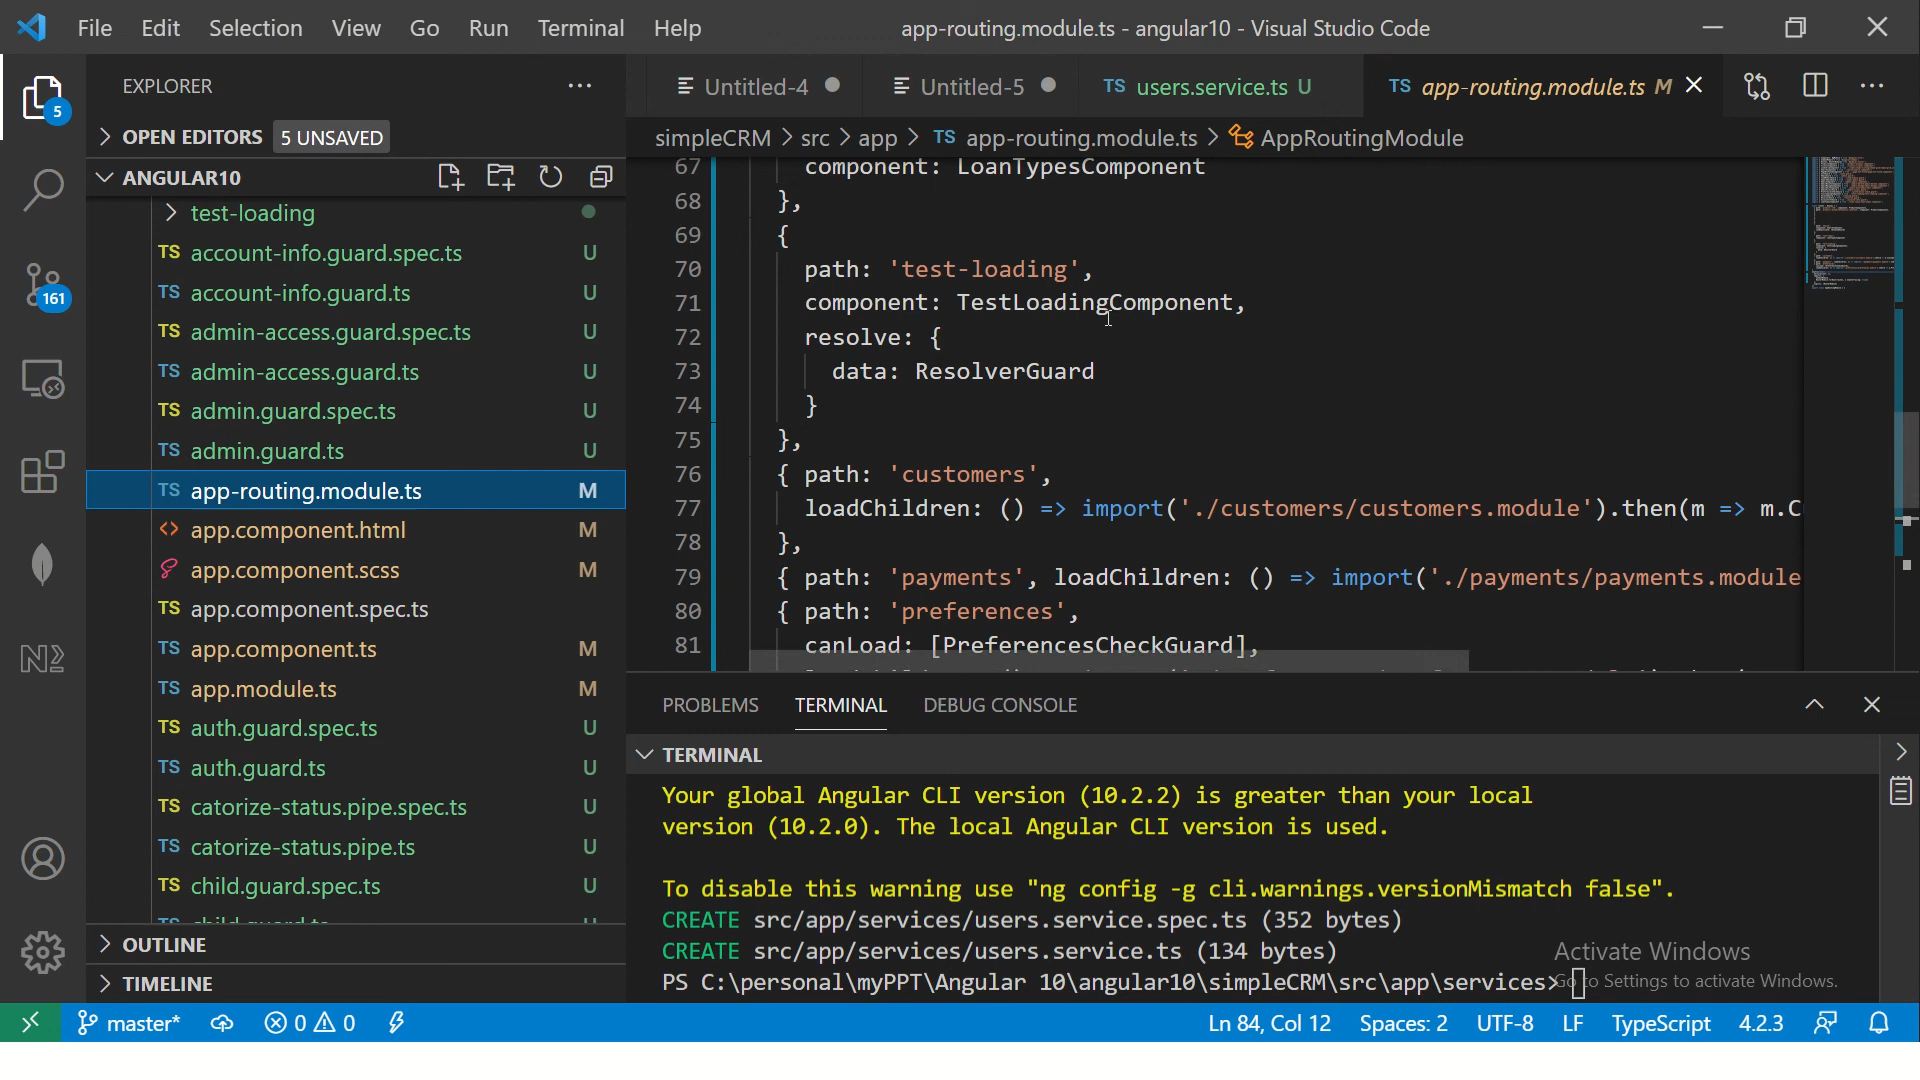 File Edit Selection View Go Run Terminal Help
app-routing.module.ts - angular10 - Visual Studio Code
EXPLORER
OPEN EDITORS 5 UNSAVED
ANGULAR10
test-loading
TS account-info.guard.spec.ts U
TS account-info.guard.ts U
TS admin-access.guard.spec.ts U
TS admin-access.guard.ts U
TS admin.guard.spec.ts U
TS admin.guard.ts U
TS app-routing.module.ts M
app.component.html M
app.component.scss M
TS app.component.spec.ts
TS app.component.ts M
TS app.module.ts M
TS auth.guard.spec.ts U
TS auth.guard.ts U
TS catorize-status.pipe.spec.ts U
TS catorize-status.pipe.ts U
TS child.guard.spec.ts U
OUTLINE
TIMELINE
5
161
Untitled-4 Untitled-5 TS users.service.ts U TS app-routing.module.ts M
simpleCRM > src > app > TS app-routing.module.ts > AppRoutingModule
67 component: LoanTypesComponent
68 },
69 {
70 path: 'test-loading',
71 component: TestLoadingComponent,
72 resolve: {
73 data: ResolverGuard
74 }
75 },
76 { path: 'customers',
77 loadChildren: () => import('./customers/customers.module').then(m => m.C
78 },
79 { path: 'payments', loadChildren: () => import('./payments/payments.module
80 { path: 'preferences',
81 canLoad: [PreferencesCheckGuard],
PROBLEMS TERMINAL DEBUG CONSOLE
TERMINAL
Your global Angular CLI version (10.2.2) is greater than your local
version (10.2.0). The local Angular CLI version is used.
To disable this warning use "ng config -g cli.warnings.versionMismatch false".
CREATE src/app/services/users.service.spec.ts (352 bytes)
CREATE src/app/services/users.service.ts (134 bytes)
PS C:\personal\myPPT\Angular 10\angular10\simpleCRM\src\app\services>
Activate Windows
Go to Settings to activate Windows.
master* 0 0 Ln 84, Col 12 Spaces: 2 UTF-8 LF TypeScript 4.2.3